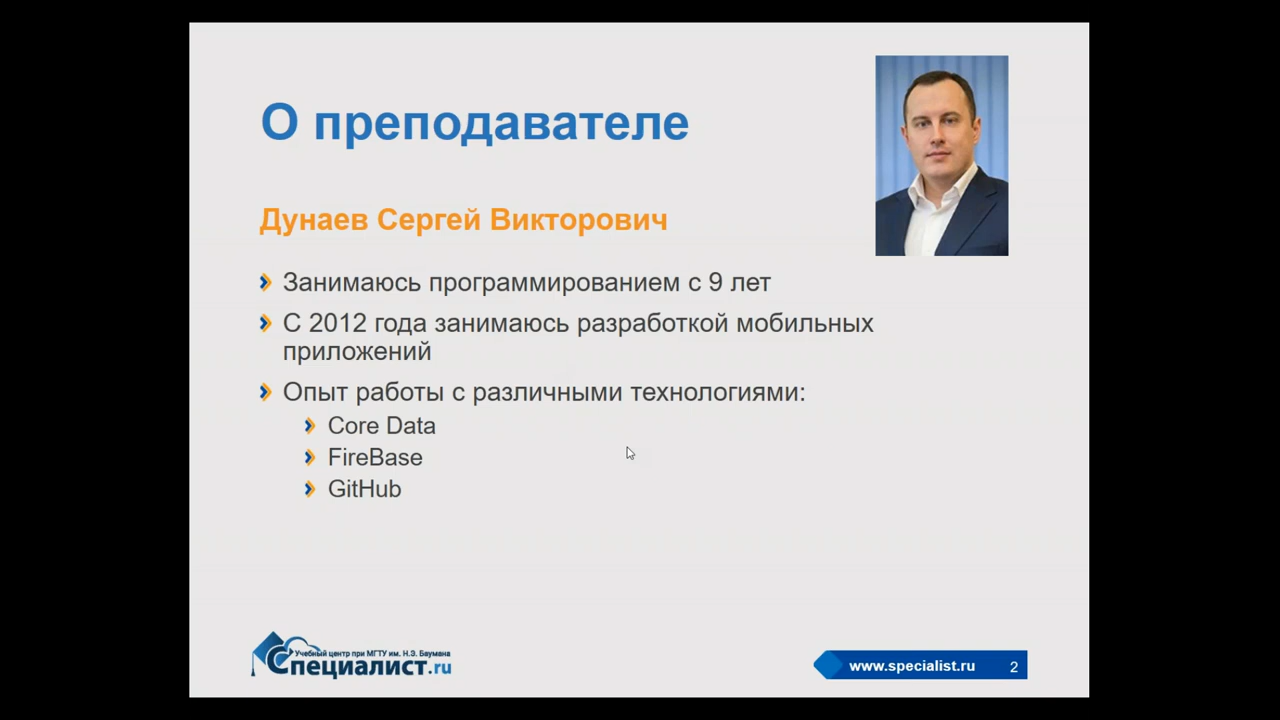 О преподавателе
Дунаев Сергей Викторович
Занимаюсь программированием с 9 лет
С 2012 года занимаюсь разработкой мобильных
приложений
Опыт работы с различными технологиями:
Core Data
FireBase
GitHub
Учебный центр при МГТУ им. Н.Э. Баумана
Специалист.ru
www.specialist.ru 2